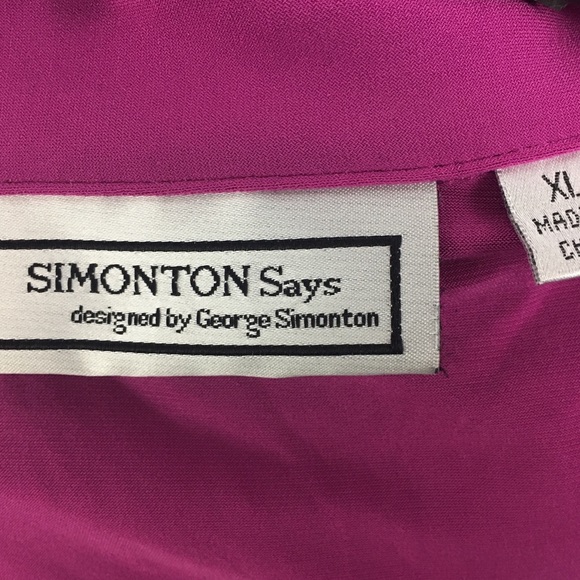 SIMONTON Says
designed by George Simonton
XL